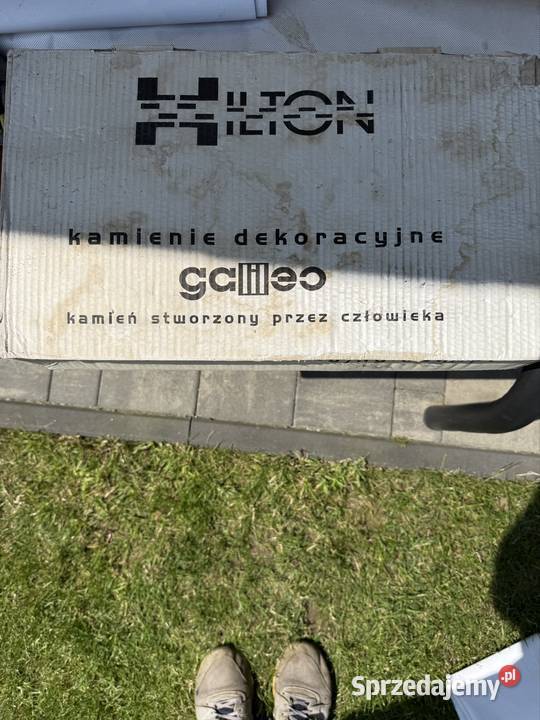 HILTON
kamienie dekoracyjne
galileo
kamień stworzony przez człowieka
Sprzedajemy.pl